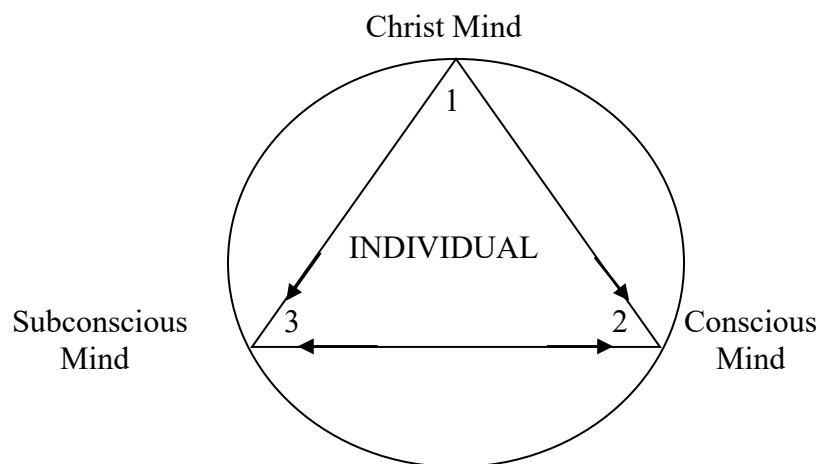 Christ Mind
1
INDIVIDUAL
Subconscious
Mind
3
2
Conscious
Mind